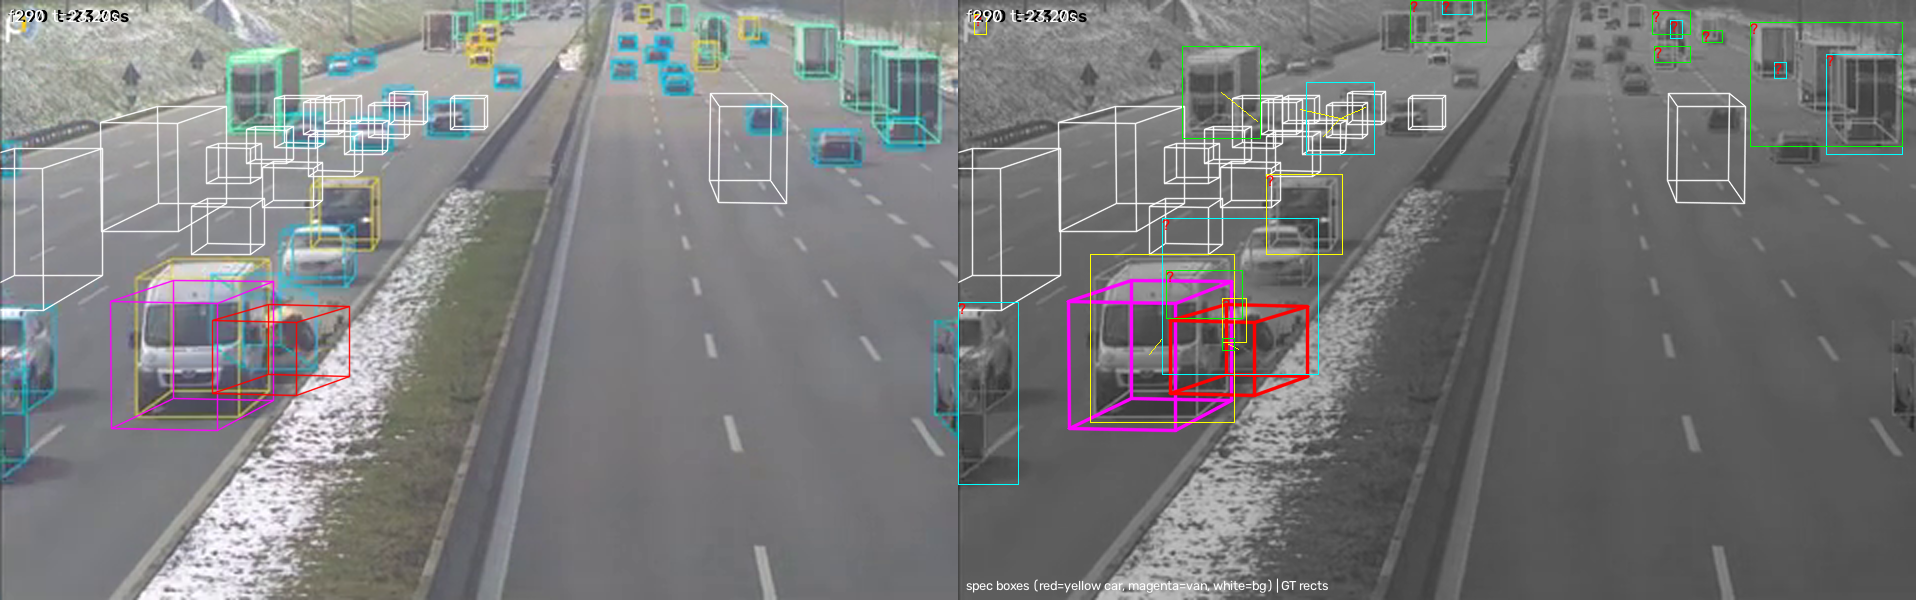 f290 t=23.20s
f290 t=23.20s
spec boxes (red=yellow car, magenta=van, white=bg) | GT rects